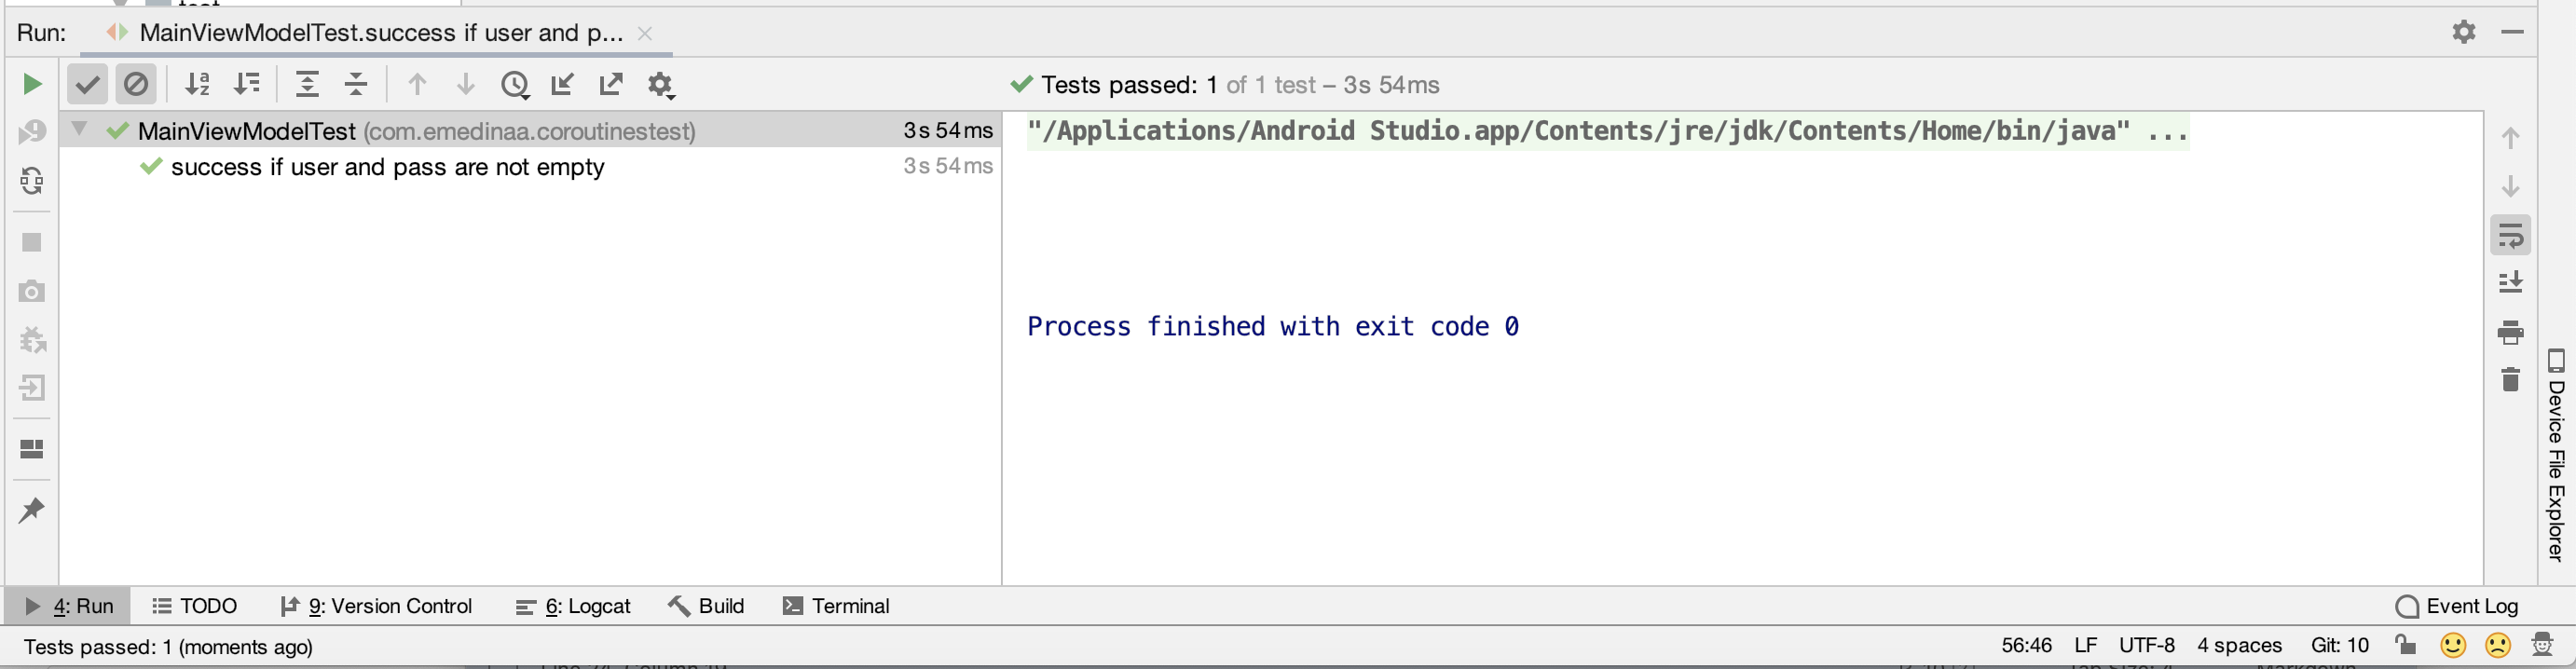 Run: MainViewModelTest.success if user and p...
Tests passed: 1 of 1 test – 3s 54ms
MainViewModelTest (com.emedinaa.coroutinestest) 3s 54ms
success if user and pass are not empty 3s 54ms
"/Applications/Android Studio.app/Contents/jre/jdk/Contents/Home/bin/java" ...
Process finished with exit code 0
Device File Explorer
4: Run TODO 9: Version Control 6: Logcat Build Terminal Event Log
Tests passed: 1 (moments ago) 56:46 LF UTF-8 4 spaces Git: 10